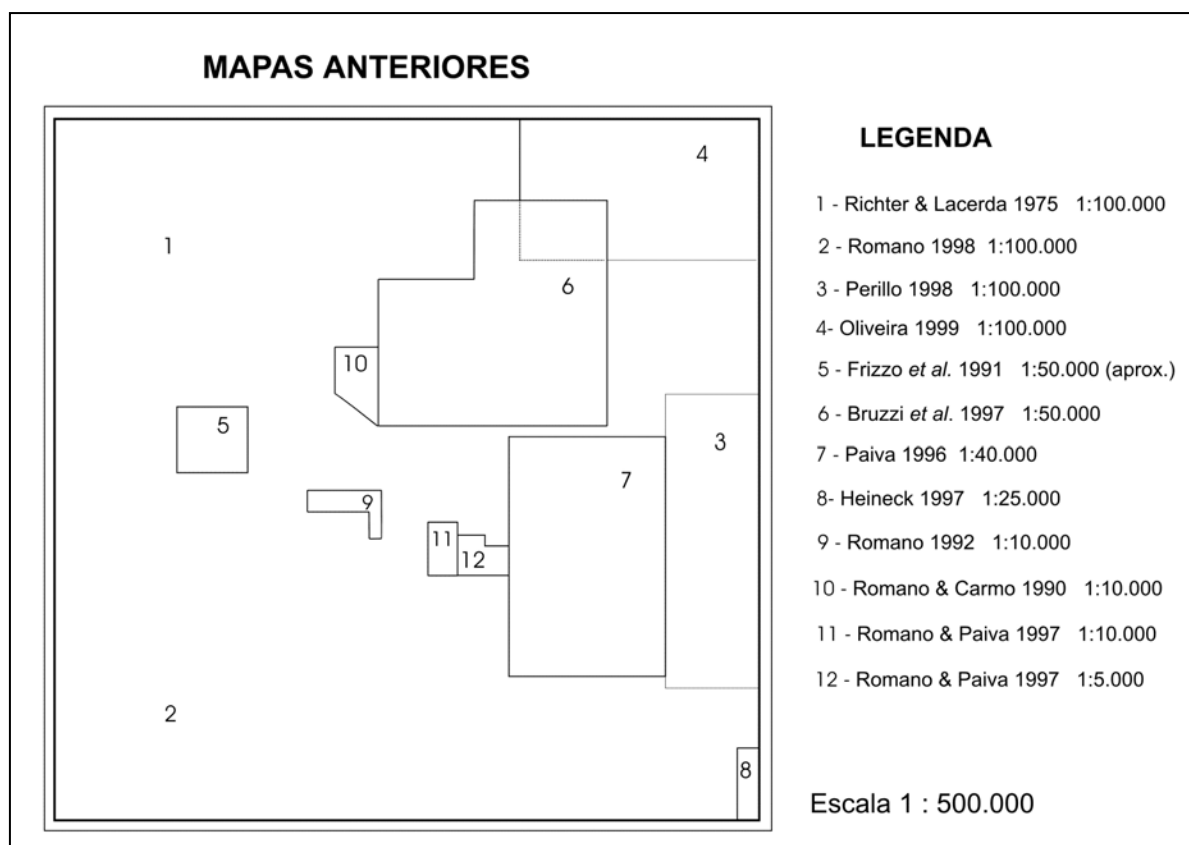 MAPAS ANTERIORES
4
1
6
10
5
3
7
9
11
12
2
8
LEGENDA
1 - Richter & Lacerda 1975 1:100.000
2 - Romano 1998 1:100.000
3 - Perillo 1998 1:100.000
4- Oliveira 1999 1:100.000
5 - Frizzo et al. 1991 1:50.000 (aprox.)
6 - Bruzzi et al. 1997 1:50.000
7 - Paiva 1996 1:40.000
8- Heineck 1997 1:25.000
9 - Romano 1992 1:10.000
10 - Romano & Carmo 1990 1:10.000
11 - Romano & Paiva 1997 1:10.000
12 - Romano & Paiva 1997 1:5.000
Escala 1 : 500.000